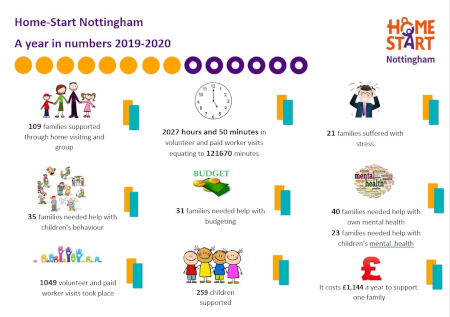 Home-Start Nottingham
A year in numbers 2019-2020
HOME
START
Nottingham
109 families supported
through home visiting and
group
2027 hours and 50 minutes in
volunteer and paid worker visits
equating to 121670 minutes
21 families suffered with
stress
35 families needed help with
children's behaviour
BUDGET
31 families needed help with
budgeting
mental
health
40 families needed help with
own mental health
23 families needed help with
children's mental health
1049 volunteer and paid
worker visits took place
259 children
supported
£
It costs £1,144 a year to support
one family